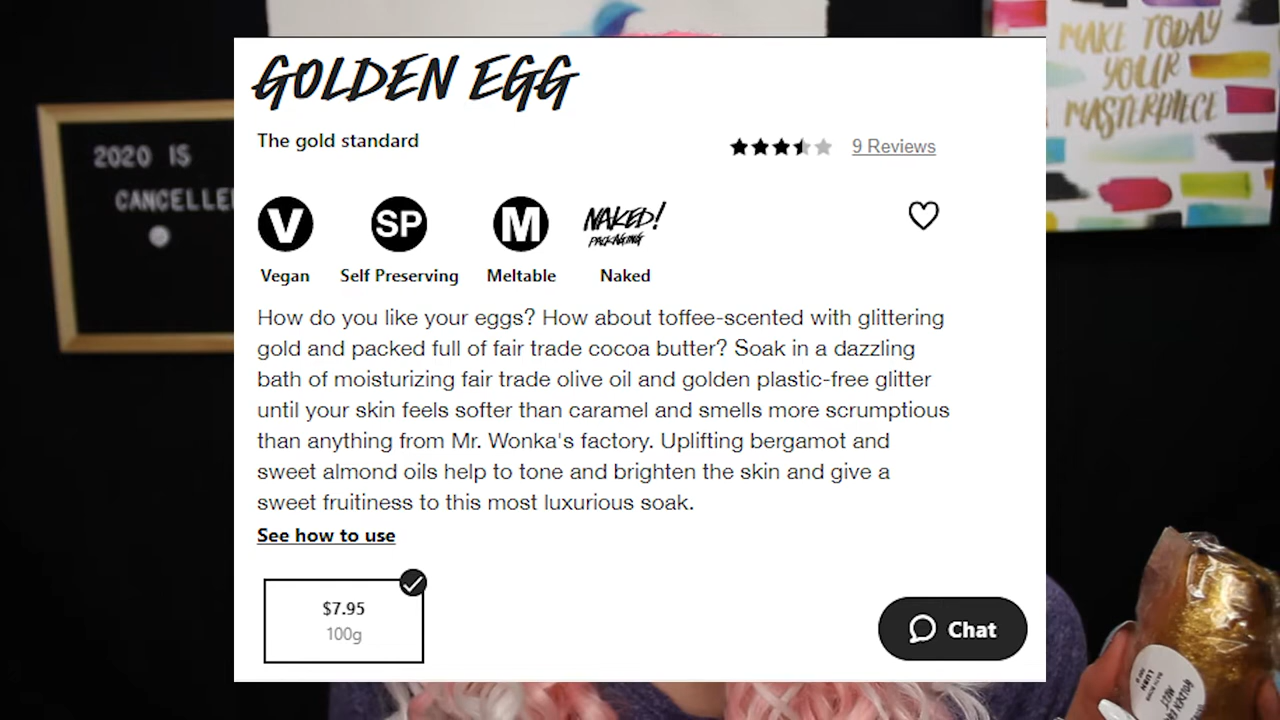 GOLDEN EGG
The gold standard
9 Reviews
V
SP
M
NAKED!
PACKAGING
Vegan
Self Preserving
Meltable
Naked
How do you like your eggs? How about toffee-scented with glittering
gold and packed full of fair trade cocoa butter? Soak in a dazzling
bath of moisturizing fair trade olive oil and golden plastic-free glitter
until your skin feels softer than caramel and smells more scrumptious
than anything from Mr. Wonka's factory. Uplifting bergamot and
sweet almond oils help to tone and brighten the skin and give a
sweet fruitiness to this most luxurious soak.
See how to use
$7.95
100g
Chat
2020 IS
CANCELLE
MAKE TODAY
YOUR
MASTERPIECE
LUSH
GOLDEN